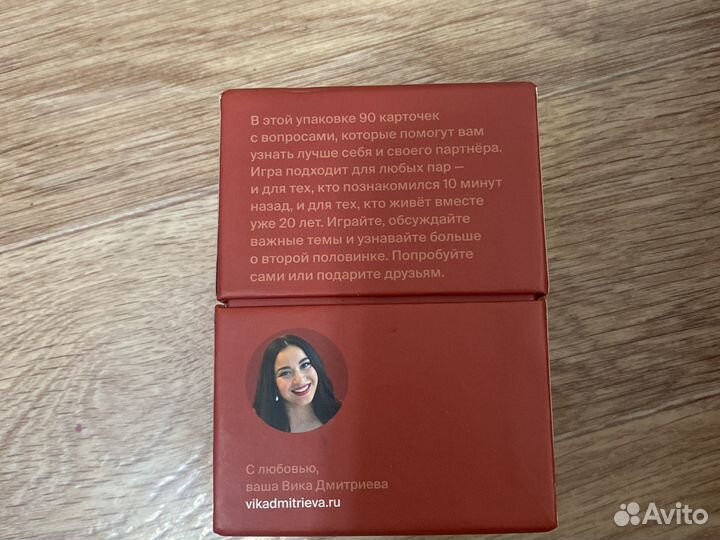 В этой упаковке 90 карточек
с вопросами, которые помогут вам
узнать лучше себя и своего партнёра.
Игра подходит для любых пар —
и для тех, кто познакомился 10 минут
назад, и для тех, кто живёт вместе
уже 20 лет. Играйте, обсуждайте
важные темы и узнавайте больше
о второй половинке. Попробуйте
сами или подарите друзьям.
С любовью,
ваша Вика Дмитриева
vikadmitrieva.ru
Avito